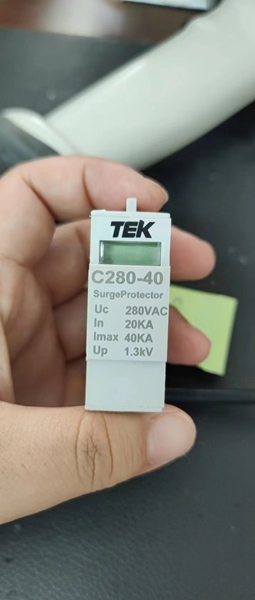 TEK
C280-40
SurgeProtector
Uc 280VAC
In 20KA
Imax 40KA
Up 1.3kV